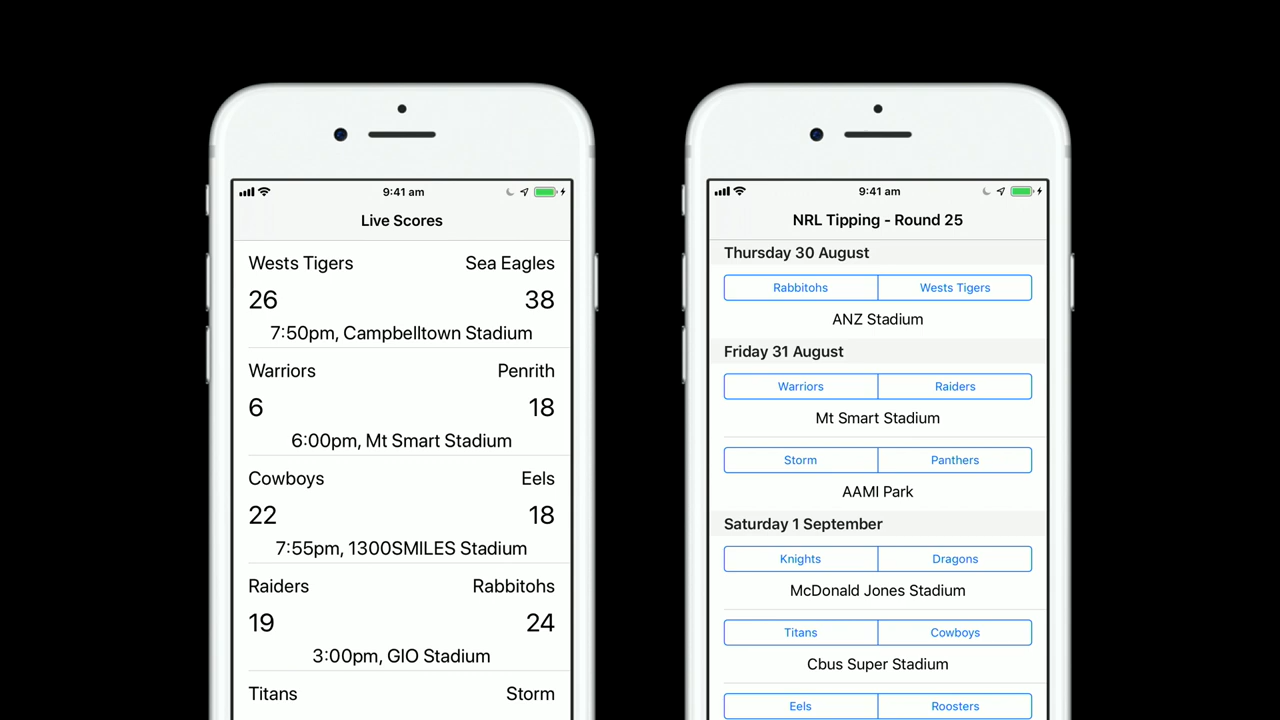 9:41 am
Live Scores
Wests Tigers Sea Eagles
26 38
7:50pm, Campbelltown Stadium
Warriors Penrith
6 18
6:00pm, Mt Smart Stadium
Cowboys Eels
22 18
7:55pm, 1300SMILES Stadium
Raiders Rabbitohs
19 24
3:00pm, GIO Stadium
Titans Storm
9:41 am
NRL Tipping - Round 25
Thursday 30 August
Rabbitohs Wests Tigers
ANZ Stadium
Friday 31 August
Warriors Raiders
Mt Smart Stadium
Storm Panthers
AAMI Park
Saturday 1 September
Knights Dragons
McDonald Jones Stadium
Titans Cowboys
Cbus Super Stadium
Eels Roosters